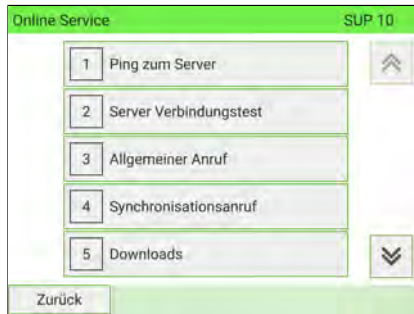 Online Service SUP 10
1 Ping zum Server
2 Server Verbindungstest
3 Allgemeiner Anruf
4 Synchronisationsanruf
5 Downloads
Zurück